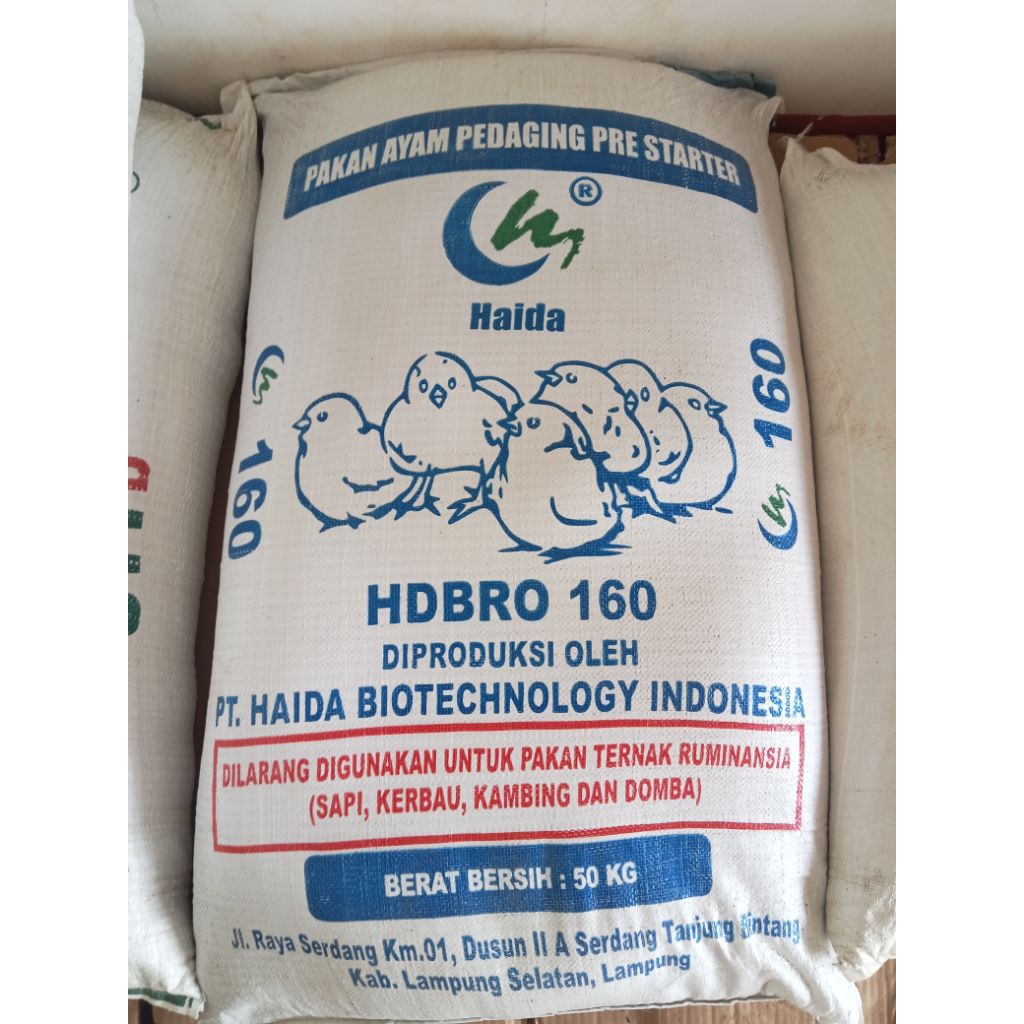 PAKAN AYAM PEDAGING PRE STARTER
®
Haida
160
160
HDBRO 160
DIPRODUKSI OLEH
PT. HAIDA BIOTECHNOLOGY INDONESIA
DILARANG DIGUNAKAN UNTUK PAKAN TERNAK RUMINANSIA
(SAPI, KERBAU, KAMBING DAN DOMBA)
BERAT BERSIH : 50 KG
Jl. Raya Serdang Km.01, Dusun II A Serdang Tanjung Bintang
Kab. Lampung Selatan, Lampung